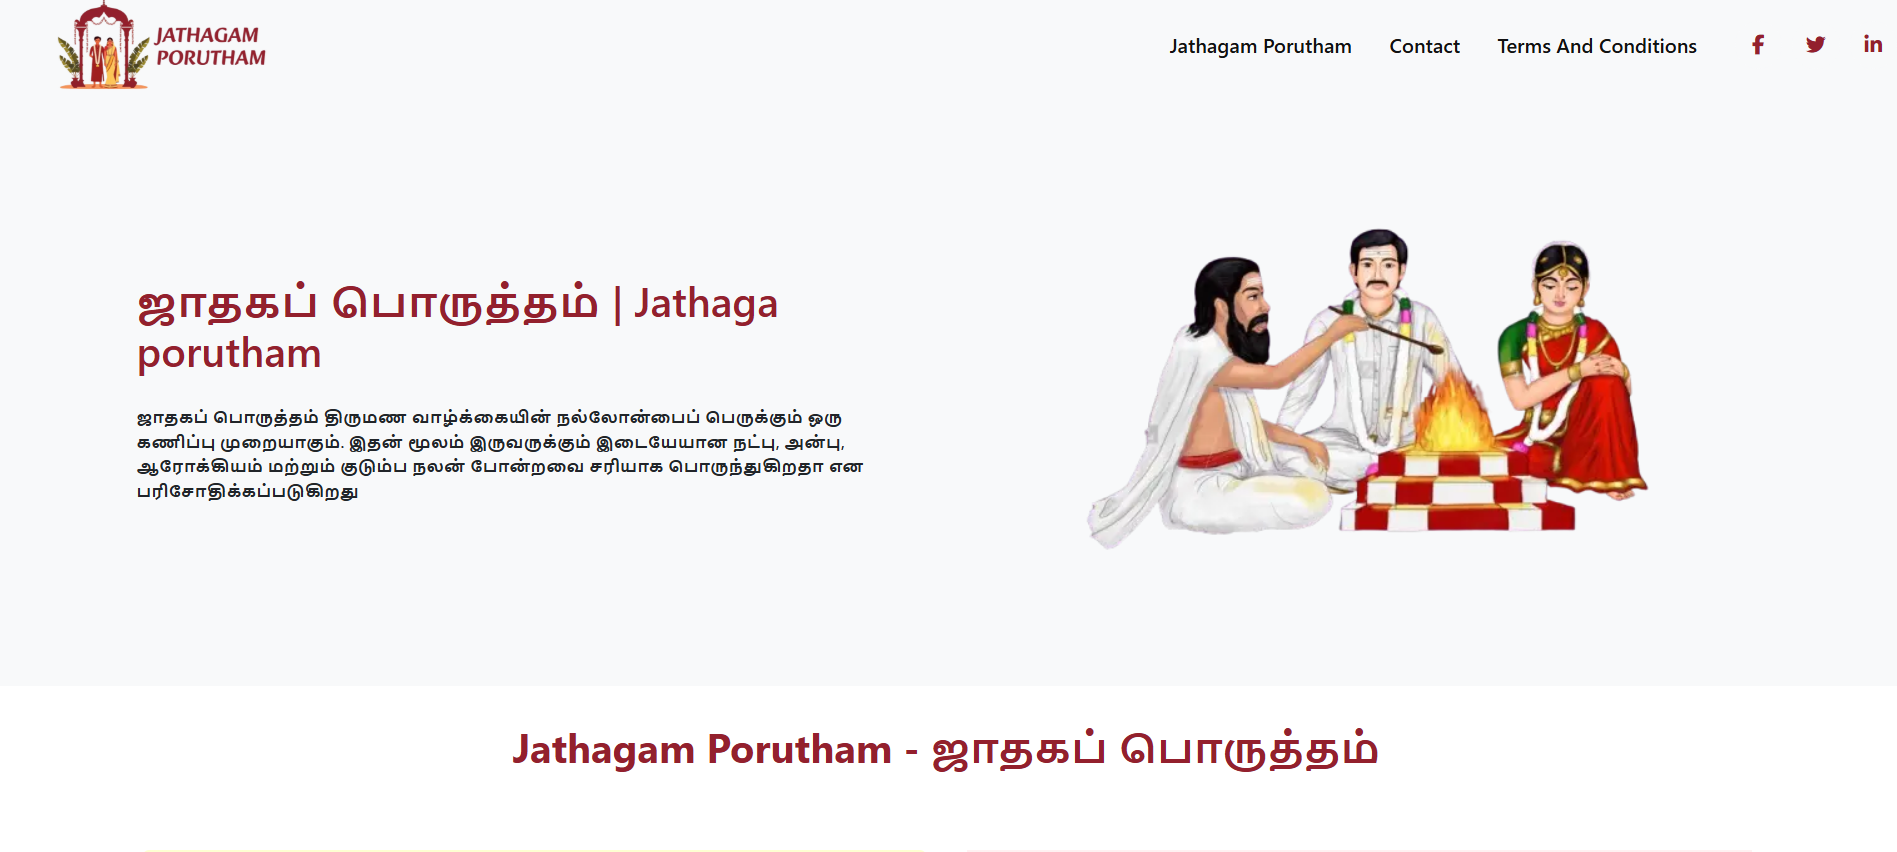 JATHAGAM
PORUTHAM
Jathagam Porutham Contact Terms And Conditions
ஜாதகப் பொருத்தம் | Jathaga
porutham
ஜாதகப் பொருத்தம் திருமண வாழ்க்கையின் நல்லோன்பைப் பெருக்கும் ஒரு
கணிப்பு முறையாகும். இதன் மூலம் இருவருக்கும் இடையேயான நட்பு, அன்பு,
ஆரோக்கியம் மற்றும் குடும்ப நலன் போன்றவை சரியாக பொருந்துகிறதா என
பரிசோதிக்கப்படுகிறது
Jathagam Porutham - ஜாதகப் பொருத்தம்